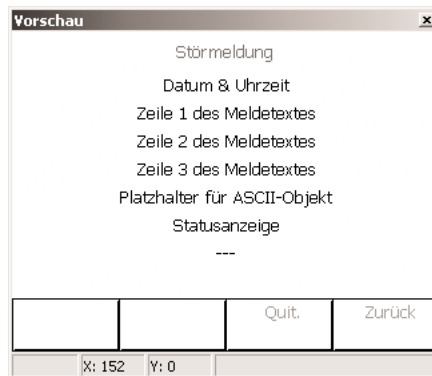 Vorschau
Störmeldung
Datum & Uhrzeit
Zeile 1 des Meldetextes
Zeile 2 des Meldetextes
Zeile 3 des Meldetextes
Platzhalter für ASCII-Objekt
Statusanzeige
---
Quit. Zurück
X: 152 Y: 0